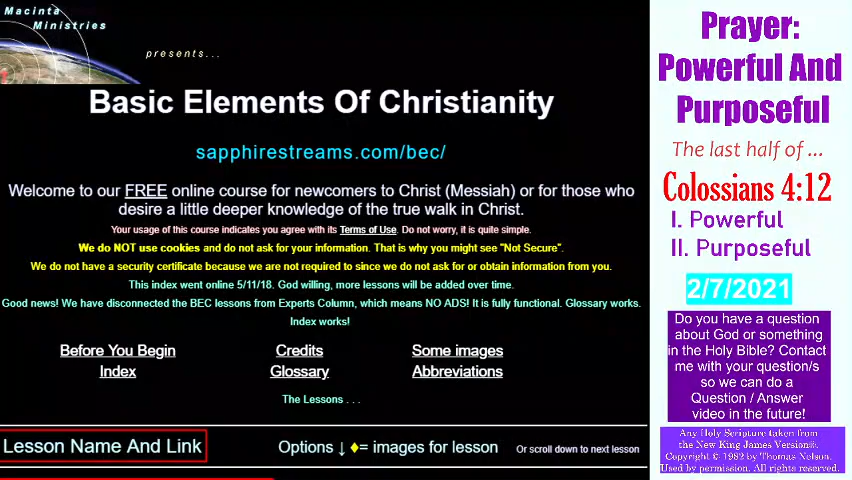 Macinta
Ministries
presents...
Basic Elements Of Christianity
sapphirestreams.com/bec/
Welcome to our FREE online course for newcomers to Christ (Messiah) or for those who
desire a little deeper knowledge of the true walk in Christ.
Your usage of this course indicates you agree with its Terms of Use. Do not worry, it is quite simple.
We do NOT use cookies and do not ask for your information. That is why you might see "Not Secure".
We do not have a security certificate because we are not required to since we do not ask for or obtain information from you.
This index went online 5/11/18. God willing, more lessons will be added over time.
Good news! We have disconnected the BEC lessons from Experts Column, which means NO ADS! It is fully functional. Glossary works.
Index works!
Before You Begin Credits Some images
Index Glossary Abbreviations
The Lessons . . .
Lesson Name And Link Options ↓ ♦= images for lesson Or scroll down to next lesson
Prayer:
Powerful And
Purposeful
The last half of ...
Colossians 4:12
I. Powerful
II. Purposeful
2/7/2021
Do you have a question
about God or something
in the Holy Bible? Contact
me with your question/s
so we can do a
Question / Answer
video in the future!
Any Holy Scripture taken from
the New King James Version®.
Copyright © 1982 by Thomas Nelson.
Used by permission. All rights reserved.